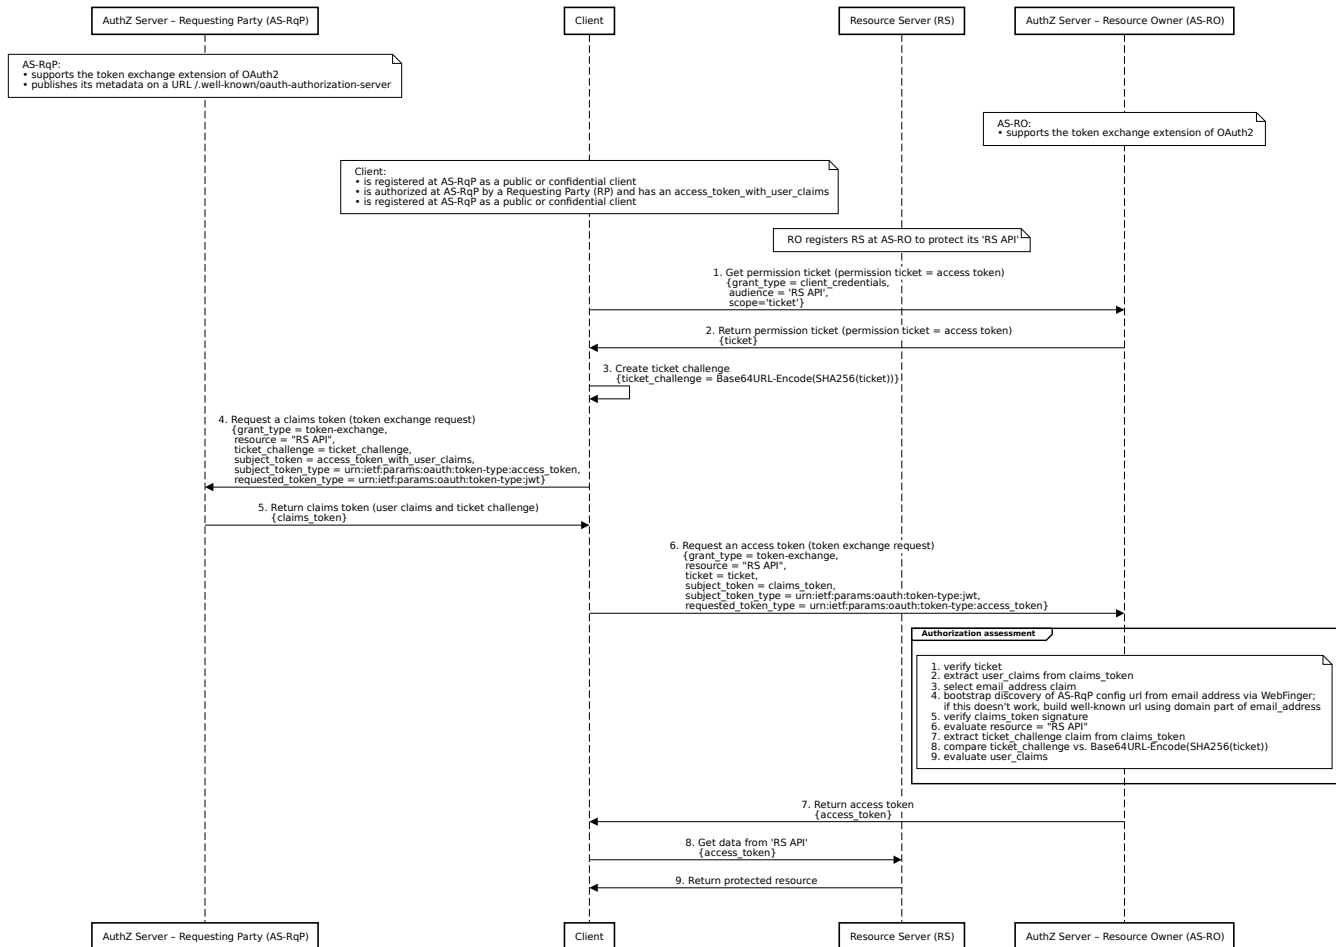 AuthZ Server – Requesting Party (AS-RqP)
Client
Resource Server (RS)
AuthZ Server – Resource Owner (AS-RO)
AS-RqP:
• supports the token exchange extension of OAuth2
• publishes its metadata on a URL /.well-known/oauth-authorization-server
AS-RO:
• supports the token exchange extension of OAuth2
Client:
• is registered at AS-RqP as a public or confidential client
• is authorized at AS-RqP by a Requesting Party (RP) and has an access_token_with_user_claims
• is registered at AS-RqP as a public or confidential client
RO registers RS at AS-RO to protect its 'RS API'
1. Get permission ticket (permission ticket = access token)
{grant_type = client_credentials,
audience = 'RS API',
scope='ticket'}
2. Return permission ticket (permission ticket = access token)
{ticket}
3. Create ticket challenge
{ticket_challenge = Base64URL-Encode(SHA256(ticket))}
4. Request a claims token (token exchange request)
{grant_type = token-exchange,
resource = "RS API",
ticket_challenge = ticket_challenge,
subject_token = access_token_with_user_claims,
subject_token_type = urn:ietf:params:oauth:token-type:access_token,
requested_token_type = urn:ietf:params:oauth:token-type:jwt}
5. Return claims token (user claims and ticket challenge)
{claims_token}
6. Request an access token (token exchange request)
{grant_type = token-exchange,
resource = "RS API",
ticket = ticket,
subject_token = claims_token,
subject_token_type = urn:ietf:params:oauth:token-type:jwt,
requested_token_type = urn:ietf:params:oauth:token-type:access_token}
Authorization assessment
1. verify ticket
2. extract user_claims from claims_token
3. select email_address claim
4. bootstrap discovery of AS-RqP config url from email address via WebFinger;
if this doesn't work, build well-known url using domain part of email_address
5. verify claims_token signature
6. evaluate resource = "RS API"
7. extract ticket_challenge claim from claims_token
8. compare ticket_challenge vs. Base64URL-Encode(SHA256(ticket))
9. evaluate user_claims
7. Return access token
{access_token}
8. Get data from 'RS API'
{access_token}
9. Return protected resource
AuthZ Server – Requesting Party (AS-RqP)
Client
Resource Server (RS)
AuthZ Server – Resource Owner (AS-RO)